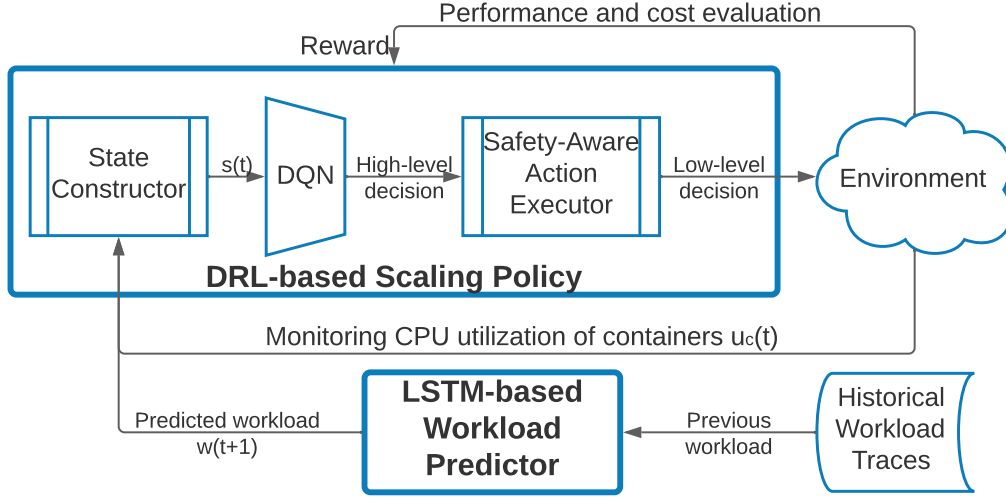 Performance and cost evaluation
Reward
State
Constructor
s(t)
DQN
High-level
decision
Safety-Aware
Action
Executor
Low-level
decision
Environment
DRL-based Scaling Policy
Monitoring CPU utilization of containers uc(t)
LSTM-based
Workload
Predictor
Predicted workload
w(t+1)
Previous
workload
Historical
Workload
Traces